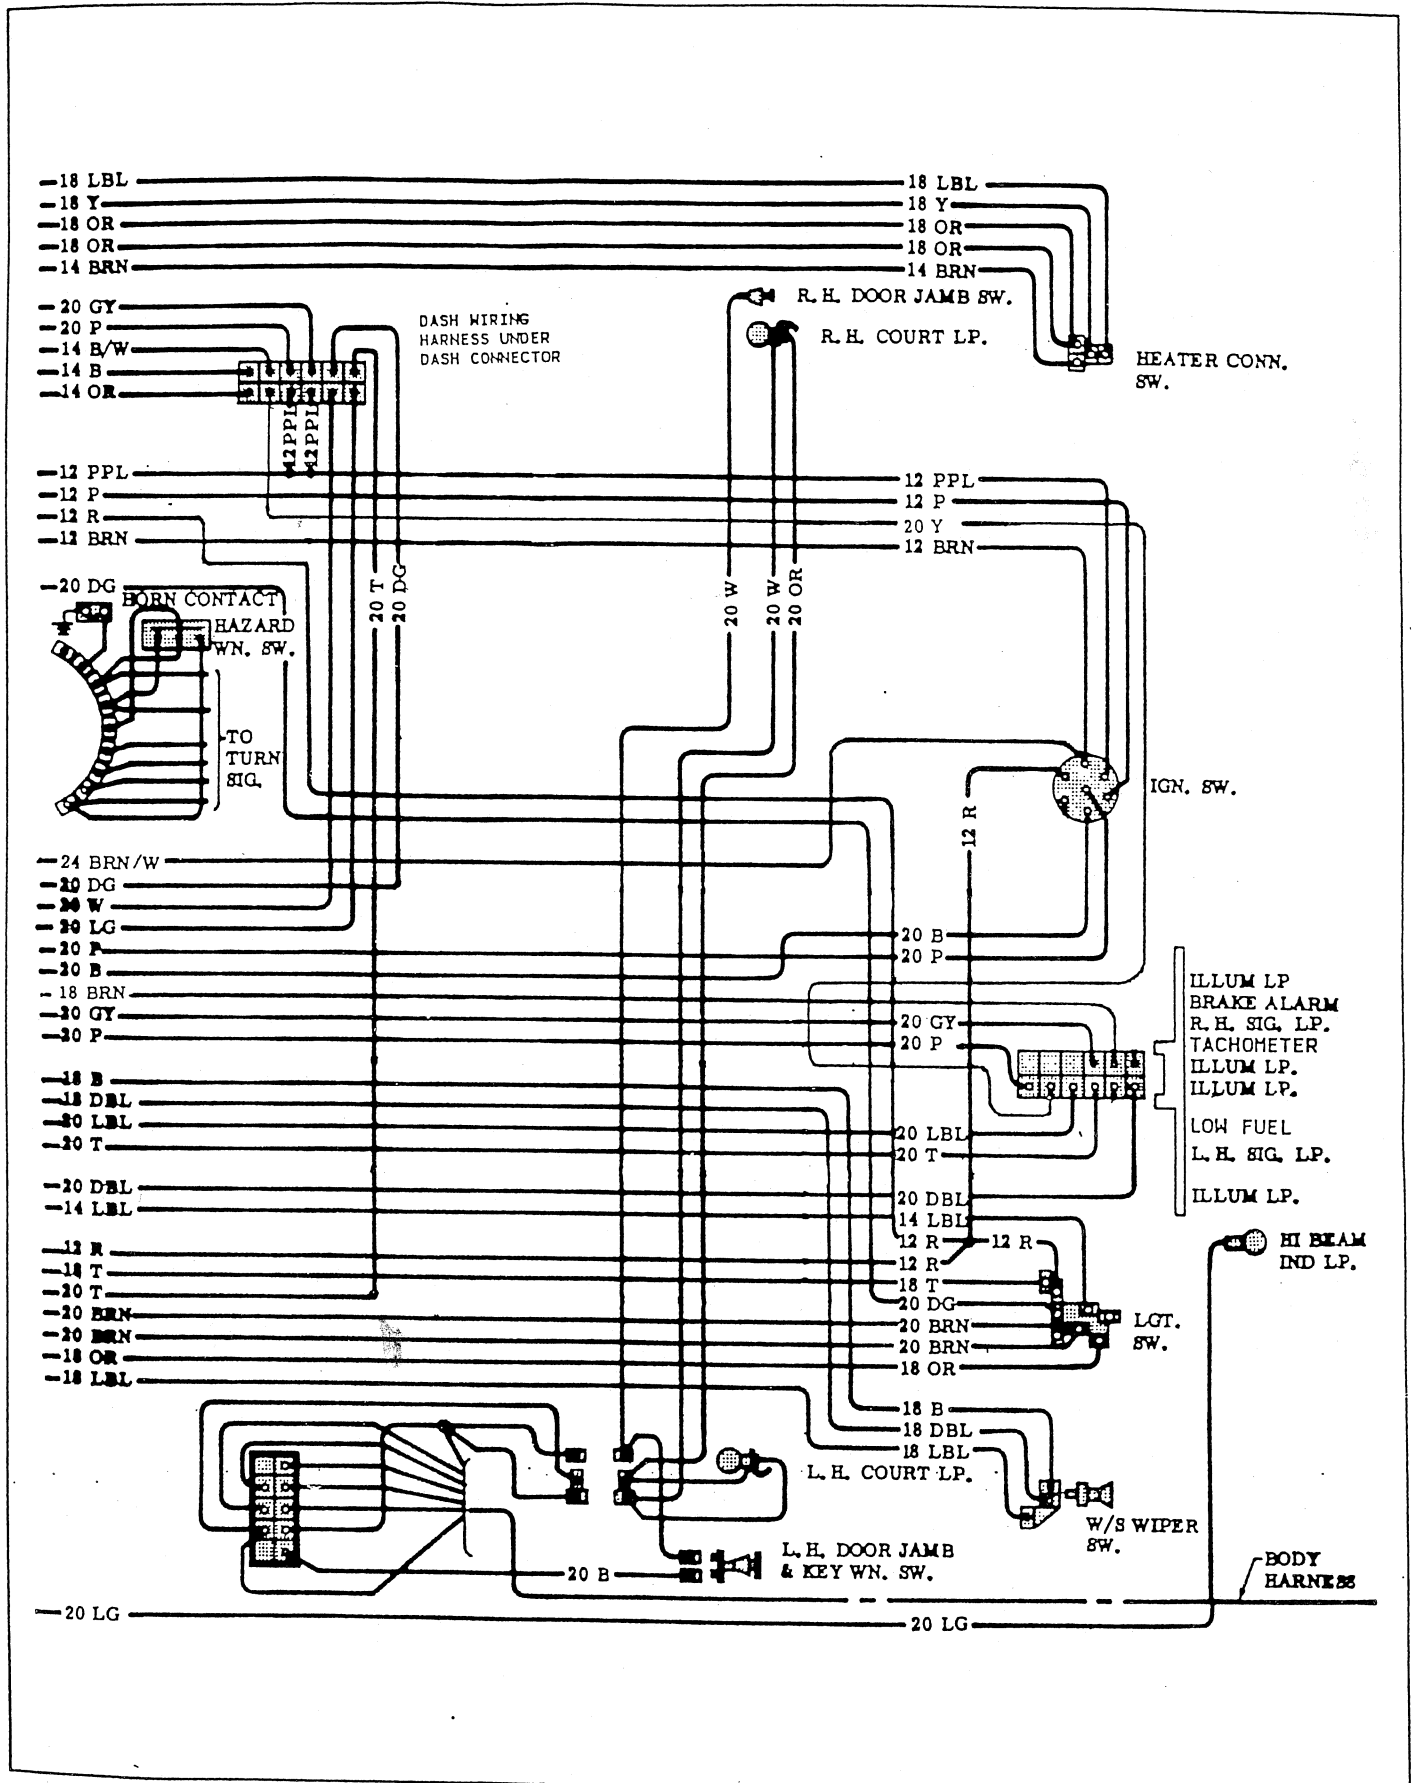 18 LBL 18 LBL
18 Y 18 Y
18 OR 18 OR
18 OR 18 OR
14 BRN 14 BRN
20 GY
20 P
14 B/W
14 B
14 OR
DASH WIRING
HARNESS UNDER
DASH CONNECTOR
R. H. DOOR JAMB SW.
R. H. COURT LP.
HEATER CONN.
SW.
12 PPL
12 PPL
12 PPL 12 PPL
12 P 12 P
12 R
20 Y
12 BRN 12 BRN
20 DG
HORN CONTACT
HAZARD
WN. SW.
TO
TURN
SIG.
20 T
20 DG
20 W
20 W
20 OR
12 R
IGN. SW.
24 BRN/W
20 DG
20 W
20 LG
20 P
20 B
18 BRN
20 GY
20 P
20 B
20 P
20 GY
20 P
ILLUM LP
BRAKE ALARM
R. H. SIG. LP.
TACHOMETER
ILLUM LP.
ILLUM LP.
LOW FUEL
L. H. SIG. LP.
ILLUM LP.
18 B
18 DBL
20 LBL 20 LBL
20 T 20 T
20 DBL 20 DBL
14 LBL 14 LBL
12 R 12 R
12 R
12 R
18 T 18 T
20 T
20 DG
20 BRN 20 BRN
20 BRN 20 BRN
18 OR 18 OR
18 LBL
HI BEAM
IND LP.
LGT.
SW.
18 B
18 DBL
18 LBL
L. H. COURT LP.
W/S WIPER
SW.
L. H. DOOR JAMB
& KEY WN. SW.
20 B
BODY
HARNESS
20 LG 20 LG